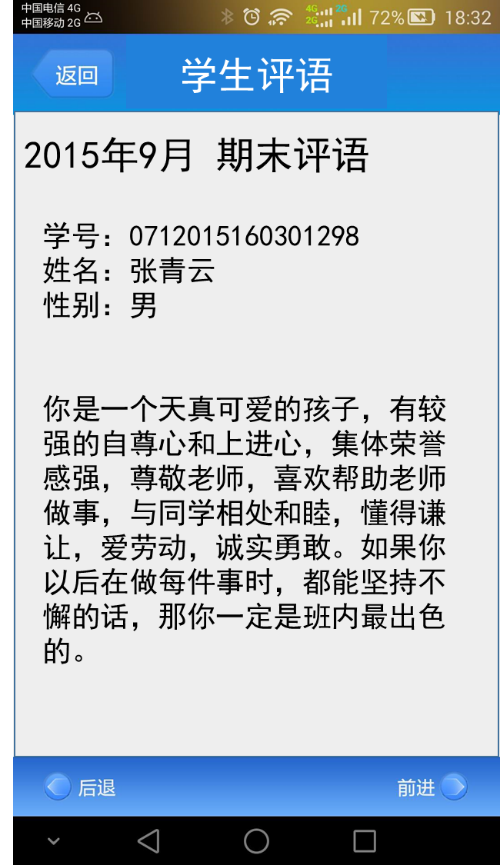 中国电信 4G
中国移动 2G
4G 2G
2G
72%
18:32
返回
学生评语
2015年9月 期末评语
学号：0712015160301298
姓名：张青云
性别：男
你是一个天真可爱的孩子，有较
强的自尊心和上进心，集体荣誉
感强，尊敬老师，喜欢帮助老师
做事，与同学相处和睦，懂得谦
让，爱劳动，诚实勇敢。如果你
以后在做每件事时，都能坚持不
懈的话，那你一定是班内最出色
的。
后退
前进